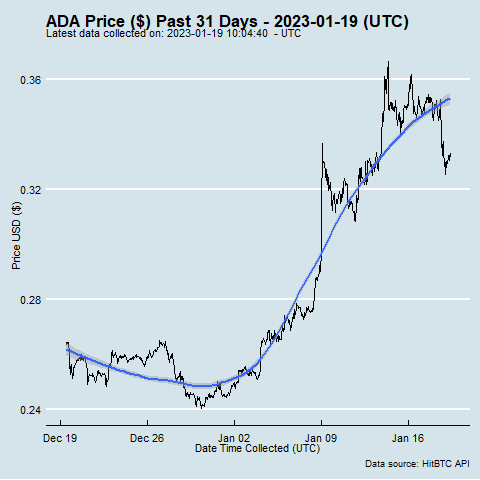 ADA Price ($) Past 31 Days - 2023-01-19 (UTC)
Latest data collected on: 2023-01-19 10:04:40  - UTC
0.36
0.32
0.28
0.24
Price USD ($)
Dec 19
Dec 26
Jan 02
Jan 09
Jan 16
Date Time Collected (UTC)
Data source: HitBTC API